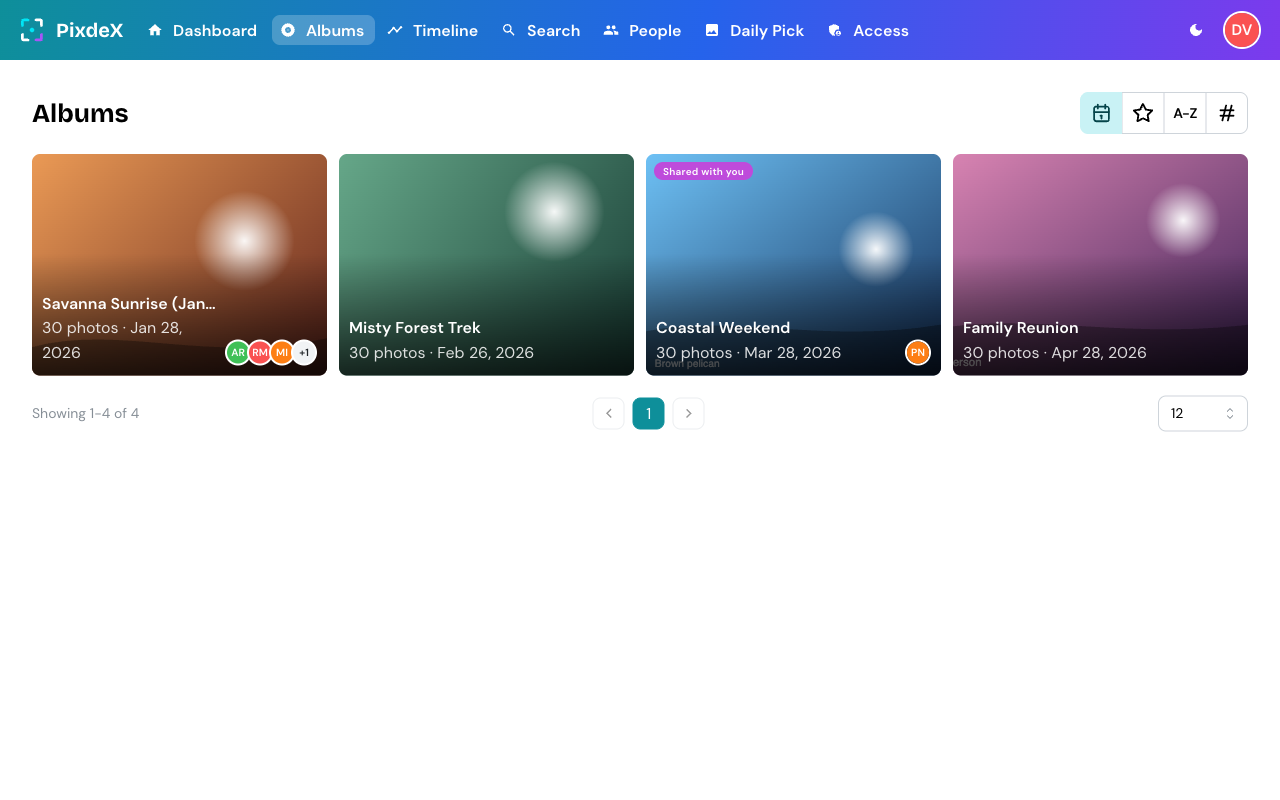 PixdeX
Dashboard
Albums
Timeline
Search
People
Daily Pick
Access
DV
Albums
A-Z
#
Savanna Sunrise (Jan...
30 photos · Jan 28,
2026
AR
RM
MI
+1
Misty Forest Trek
30 photos · Feb 26, 2026
Shared with you
Coastal Weekend
30 photos · Mar 28, 2026
PN
Brown pelican
Family Reunion
30 photos · Apr 28, 2026
erson
Showing 1-4 of 4
1
12